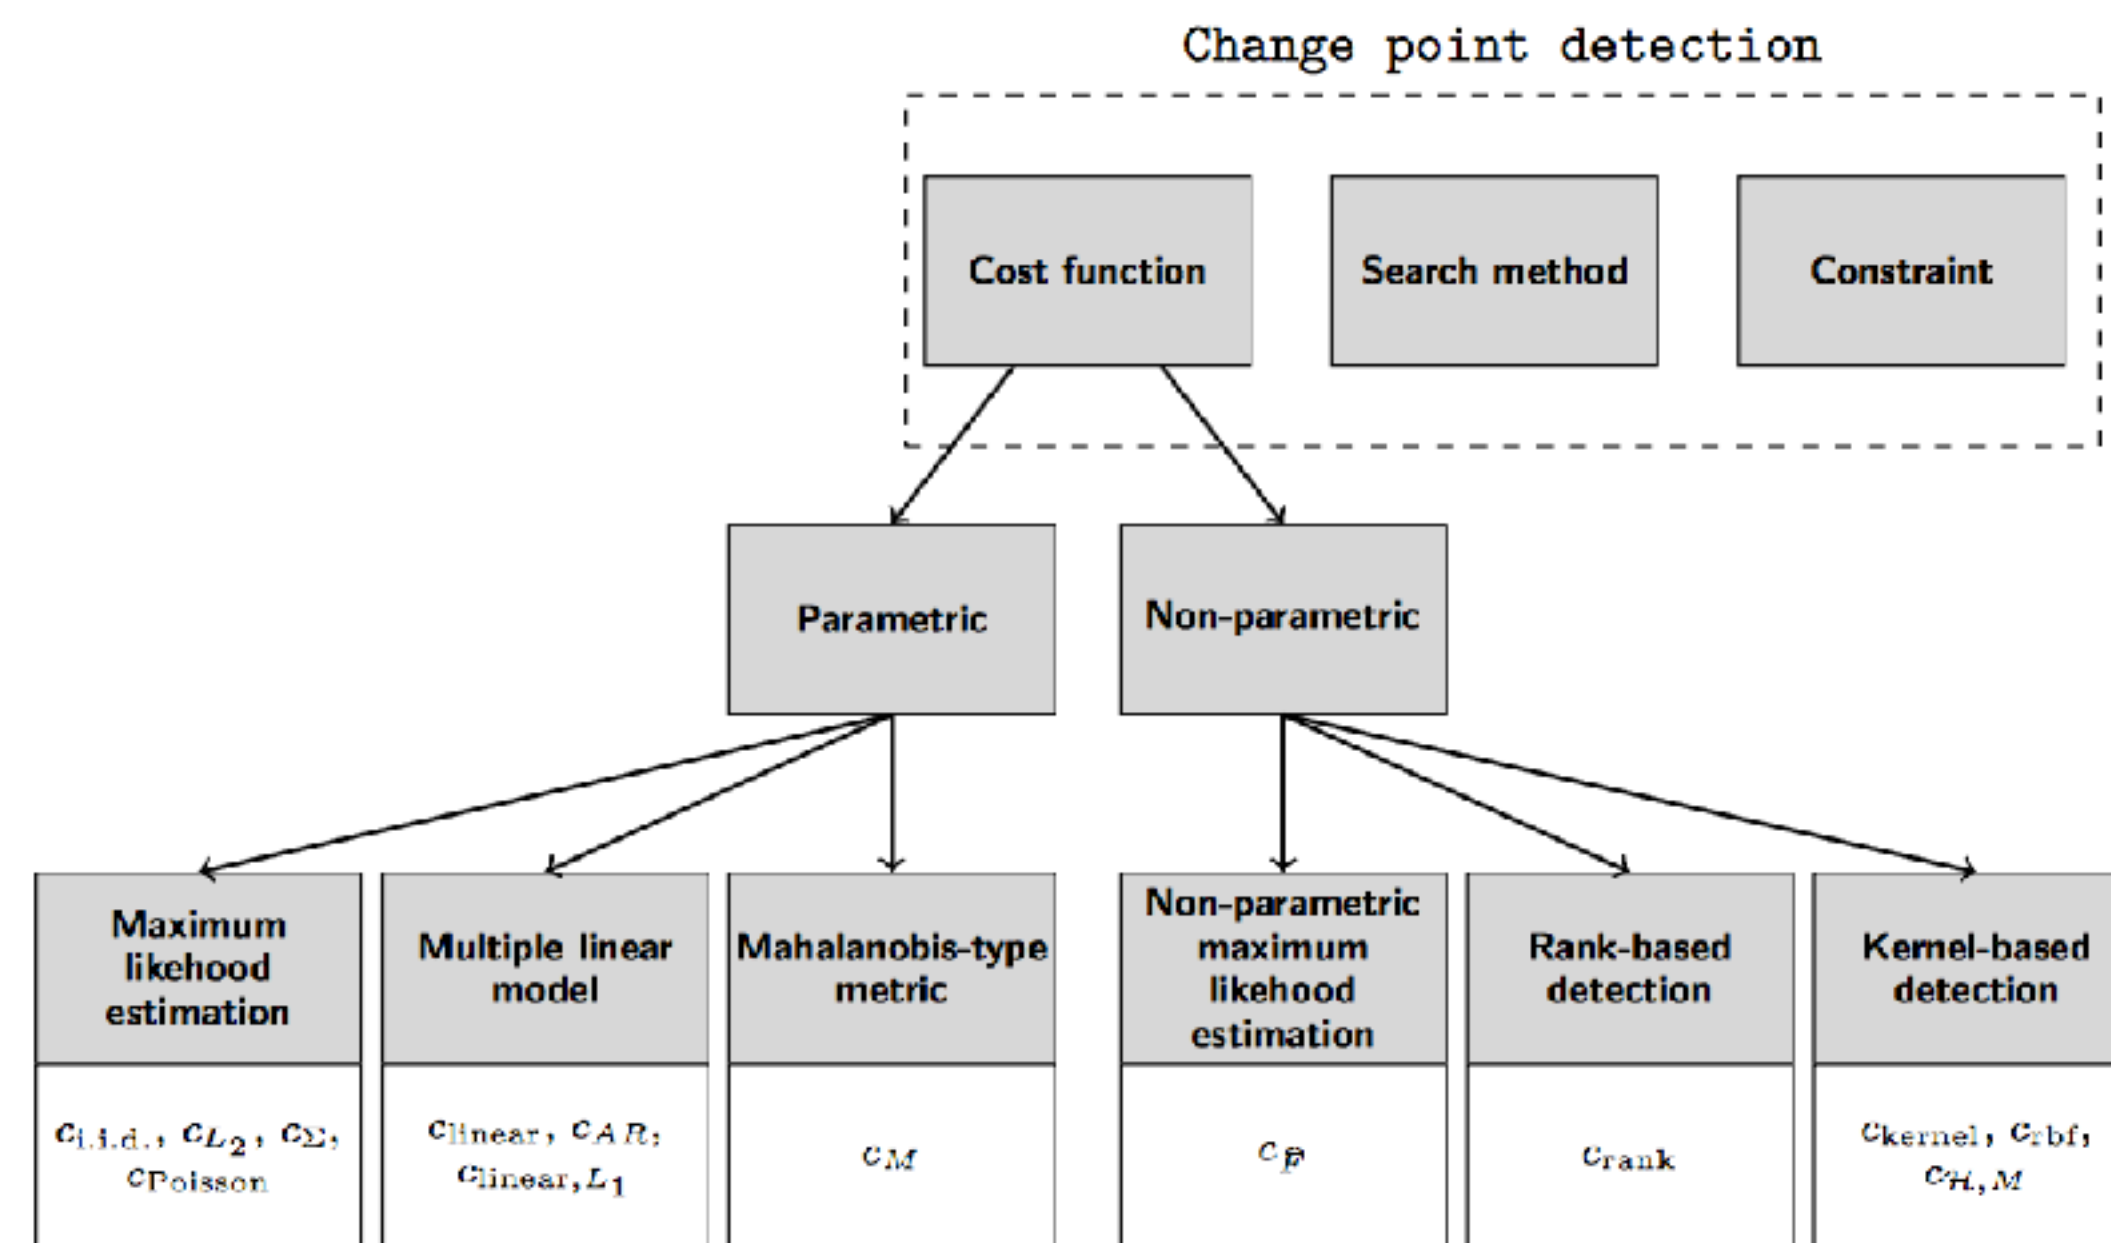 Change point detection
Cost function
Search method
Constraint
Parametric
Non-parametric
Maximum
likehood
estimation
Multiple linear
model
Mahalanobis-type
metric
Non-parametric
maximum
likehood
estimation
Rank-based
detection
Kernel-based
detection
c_{i.i.d.}, c_{L_2}, c_Σ,
c_{Poisson}
c_{linear}, c_{AR},
c_{linear,L_1}
c_M
c_{\widehat{F}}
c_{rank}
c_{kernel}, c_{rbf},
c_{ℋ,M}